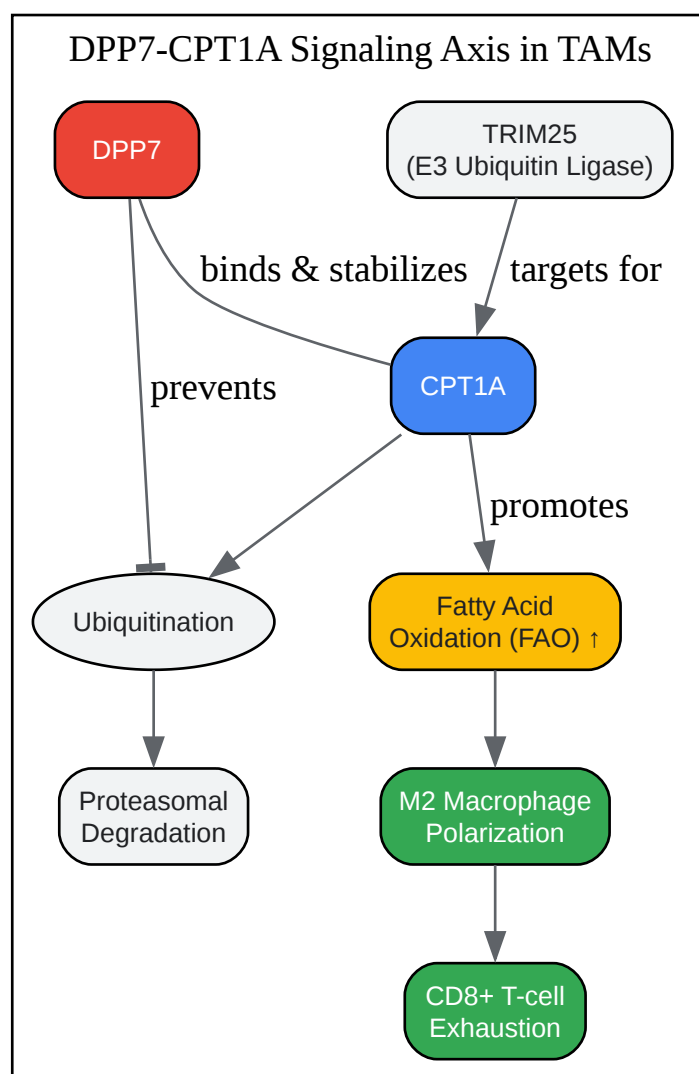 DPP7-CPT1A Signaling Axis in TAMs
DPP7
TRIM25
(E3 Ubiquitin Ligase)
binds & stabilizes
targets for
CPT1A
prevents
promotes
Ubiquitination
Fatty Acid
Oxidation (FAO) ↑
Proteasomal
Degradation
M2 Macrophage
Polarization
CD8+ T-cell
Exhaustion